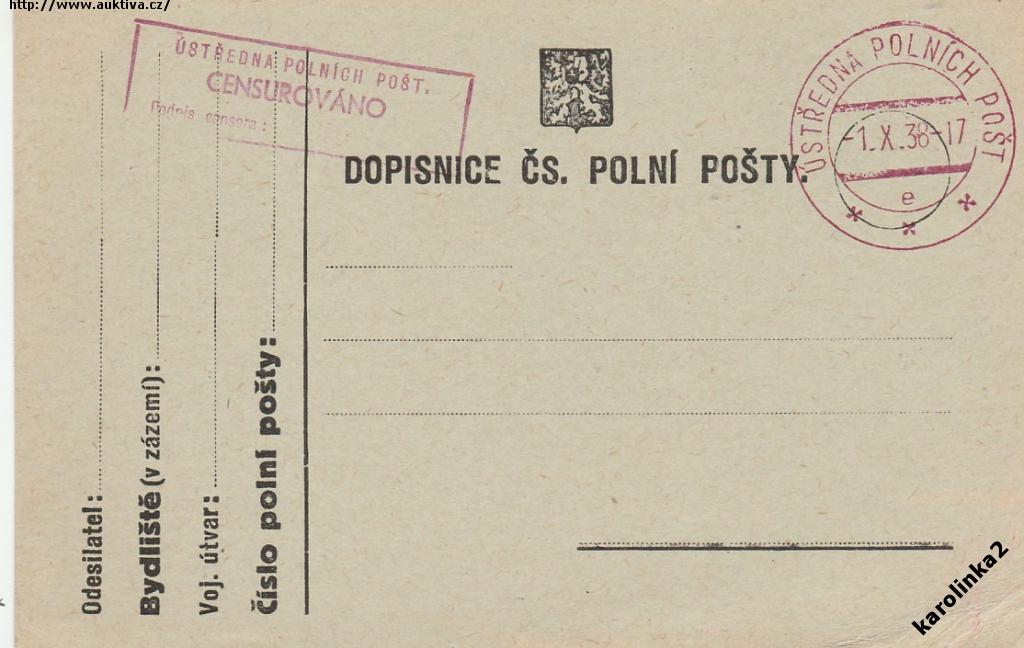 http://www.auktiva.cz/
ÚSTŘEDNA POLNÍCH POŠT.
CENSUROVÁNO
Podpis censora:
DOPISNICE ČS. POLNÍ POŠTY.
ÚSTŘEDNA POLNÍCH POŠT
-1.X.38-17
e
Odesilatel:
Bydliště (v zázemí):
Voj. útvar:
Číslo polní pošty:
karolinka2